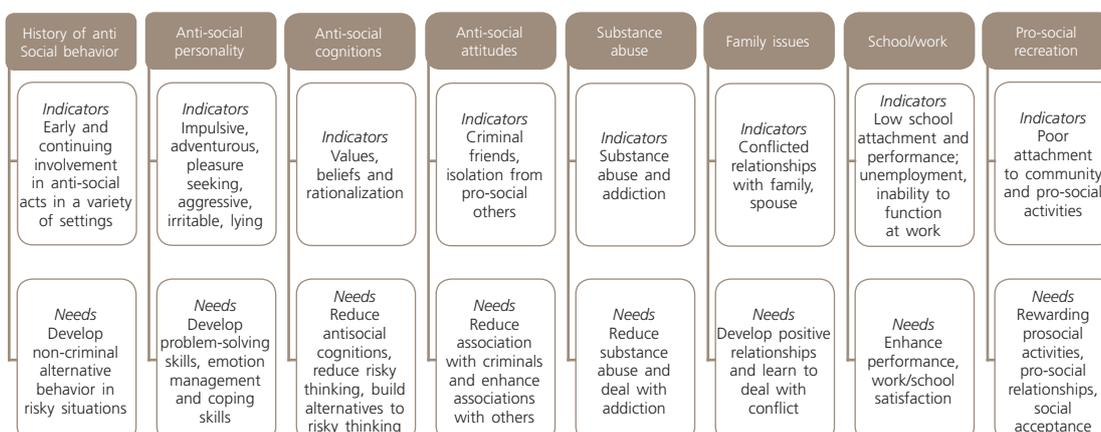 History of anti
Social behavior
Anti-social
personality
Anti-social
cognitions
Anti-social
attitudes
Substance
abuse
Family issues
School/work
Pro-social
recreation
Indicators
Early and
continuing
involvement
in anti-social
acts in a variety
of settings
Indicators
Impulsive,
adventurous,
pleasure
seeking,
aggressive,
irritable, lying
Indicators
Values,
beliefs and
rationalization
Indicators
Criminal
friends,
isolation from
pro-social
others
Indicators
Substance
abuse and
addiction
Indicators
Conflicted
relationships
with family,
spouse
Indicators
Low school
attachment and
performance;
unemployment,
inability to
function
at work
Indicators
Poor
attachment
to community
and pro-social
activities
Needs
Develop
non-criminal
alternative
behavior in
risky situations
Needs
Develop
problem-solving
skills, emotion
management
and coping
skills
Needs
Reduce
antisocial
cognitions,
reduce risky
thinking, build
alternatives to
risky thinking
Needs
Reduce
association
with criminals
and enhance
associations
with others
Needs
Reduce
substance
abuse and
deal with
addiction
Needs
Develop positive
relationships
and learn to
deal with
conflict
Needs
Enhance
performance,
work/school
satisfaction
Needs
Rewarding
prosocial
activities,
pro-social
relationships,
social
acceptance